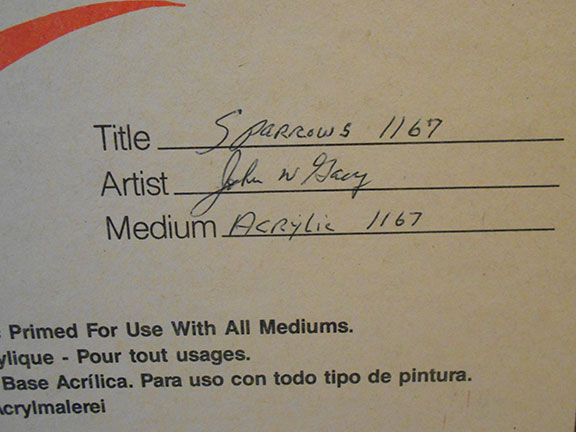 Title Sparrows 1167
Artist John W Gary
Medium Acrylic 1167
Primed For Use With All Mediums.
ylique - Pour tout usages.
Base Acrílica. Para uso con todo tipo de pintura.
Acrylmalerei